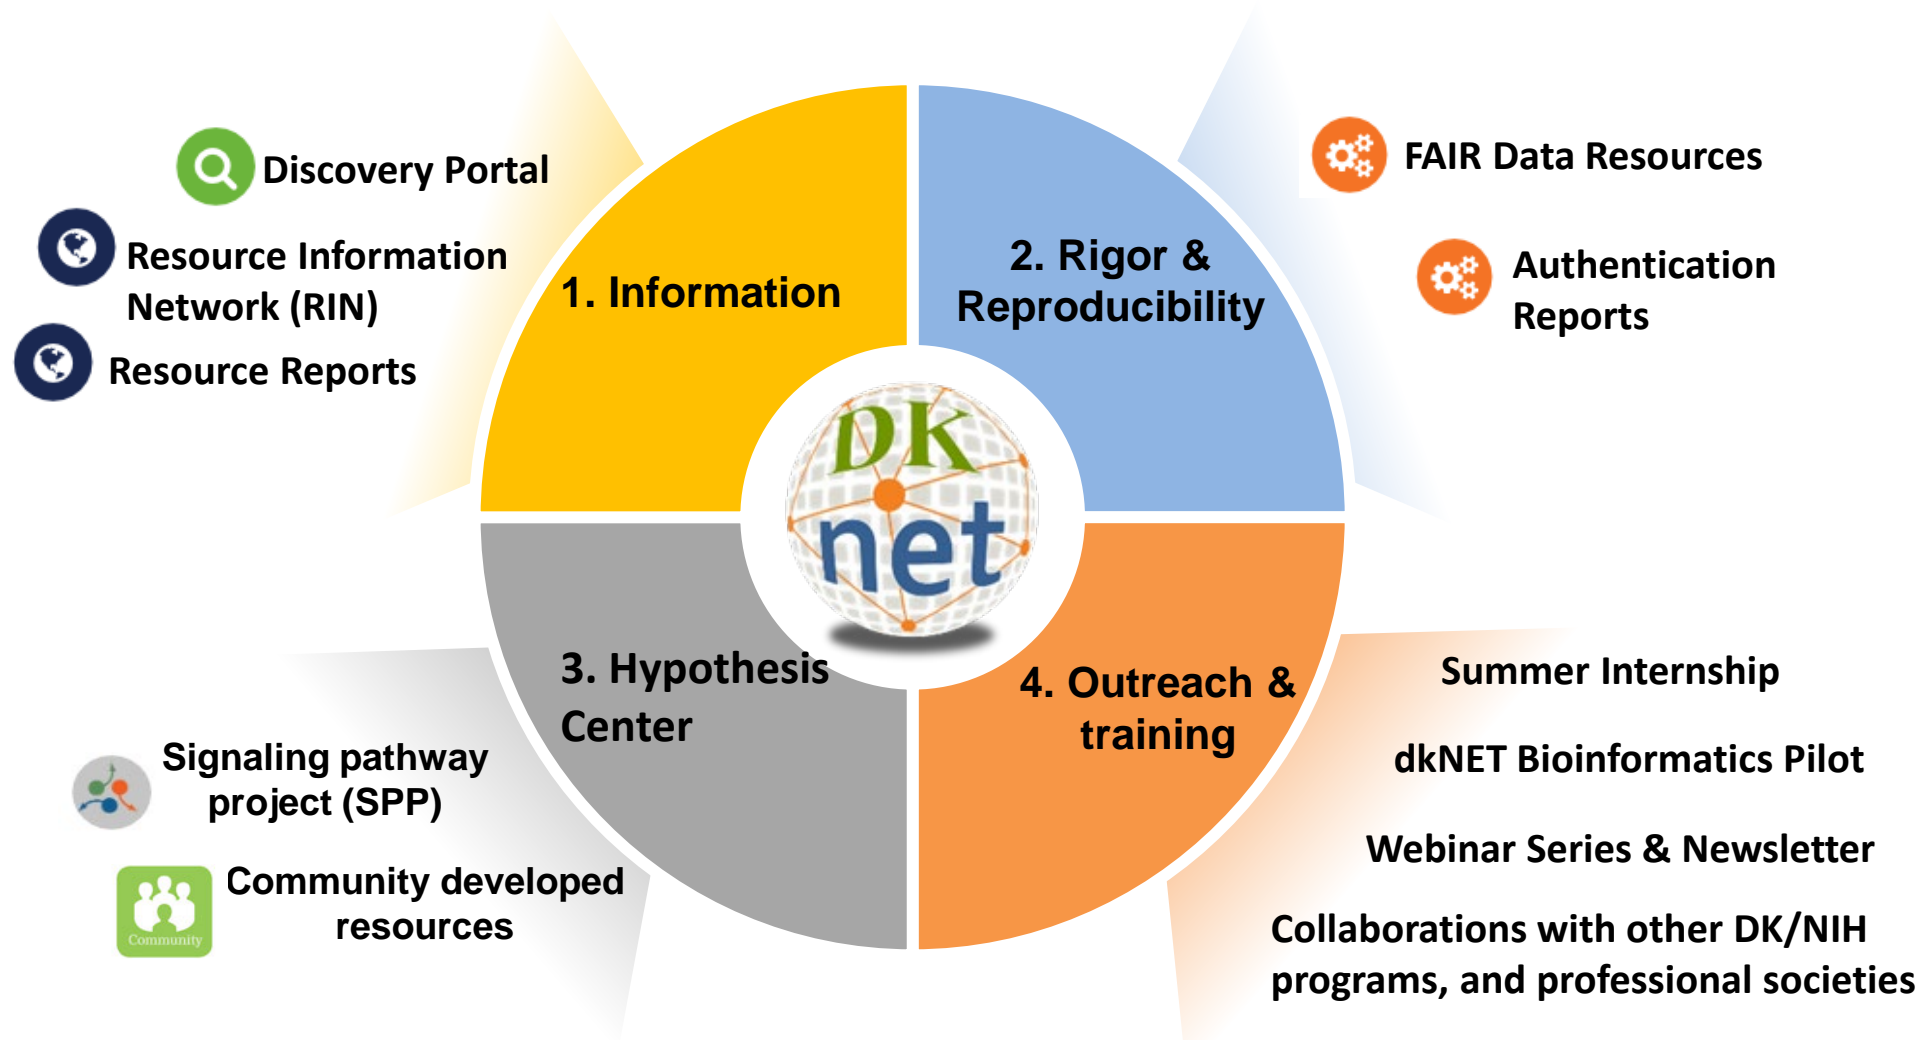 Discovery Portal
Resource Information
Network (RIN)
Resource Reports
1. Information
2. Rigor &
Reproducibility
FAIR Data Resources
Authentication
Reports
DK
net
3. Hypothesis
Center
Signaling pathway
project (SPP)
Community developed
resources
Community
4. Outreach &
training
Summer Internship
dkNET Bioinformatics Pilot
Webinar Series & Newsletter
Collaborations with other DK/NIH
programs, and professional societies